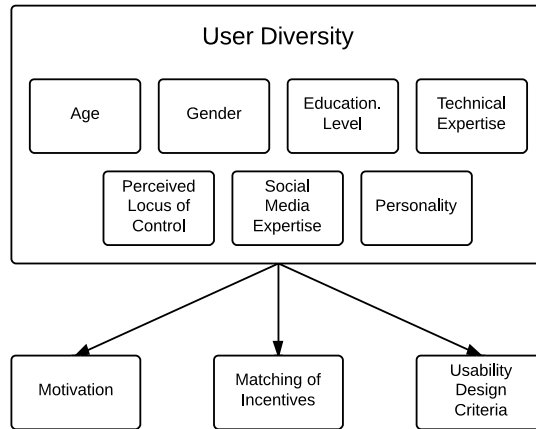 User Diversity
Age
Gender
Education.
Level
Technical
Expertise
Perceived
Locus of
Control
Social
Media
Expertise
Personality
Motivation
Matching of
Incentives
Usability
Design
Criteria